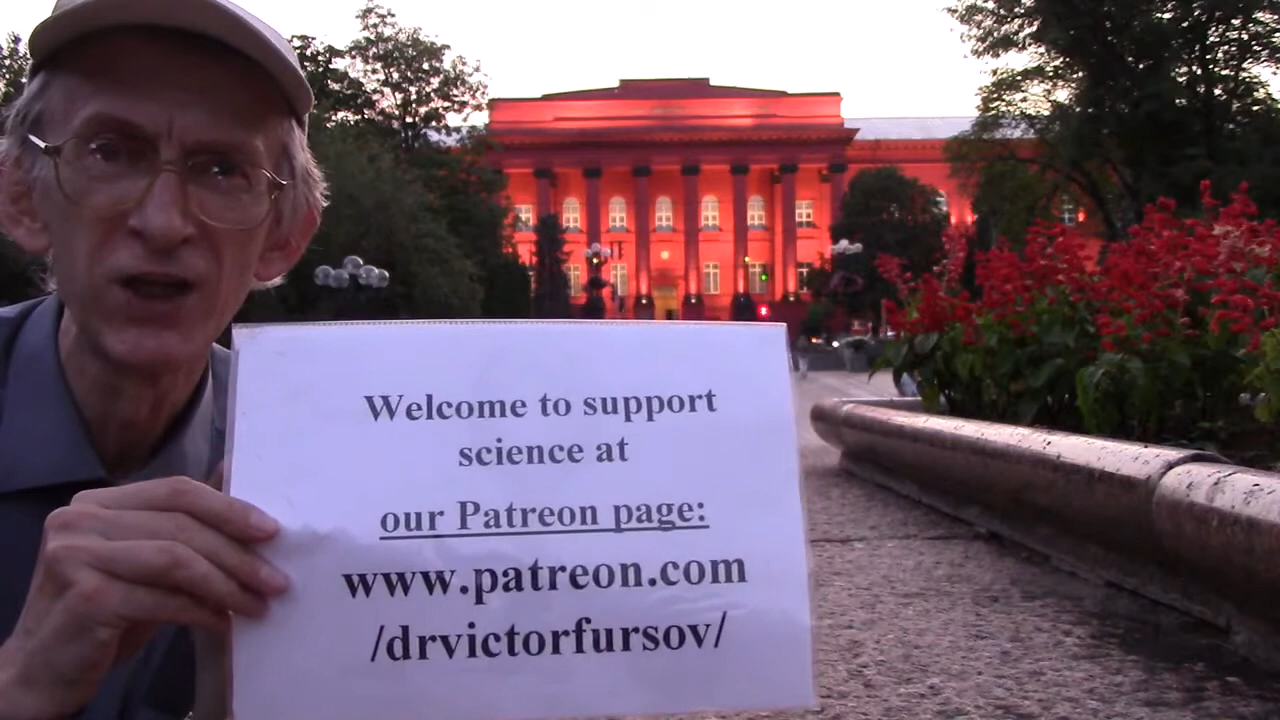 Welcome to support
science at
our Patreon page:
www.patreon.com
/drvictorfursov/